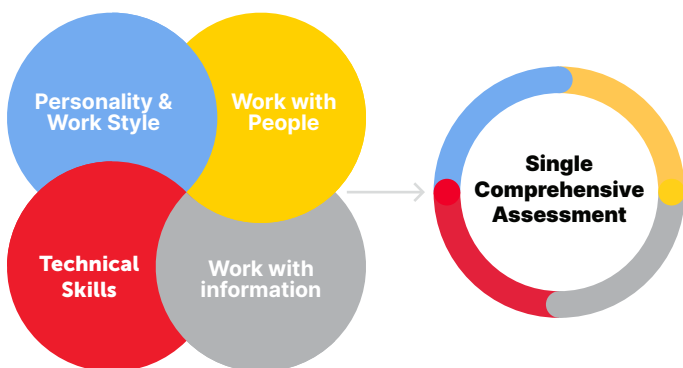 Personality &
Work Style
Work with
People
Technical
Skills
Work with
information
Single
Comprehensive
Assessment